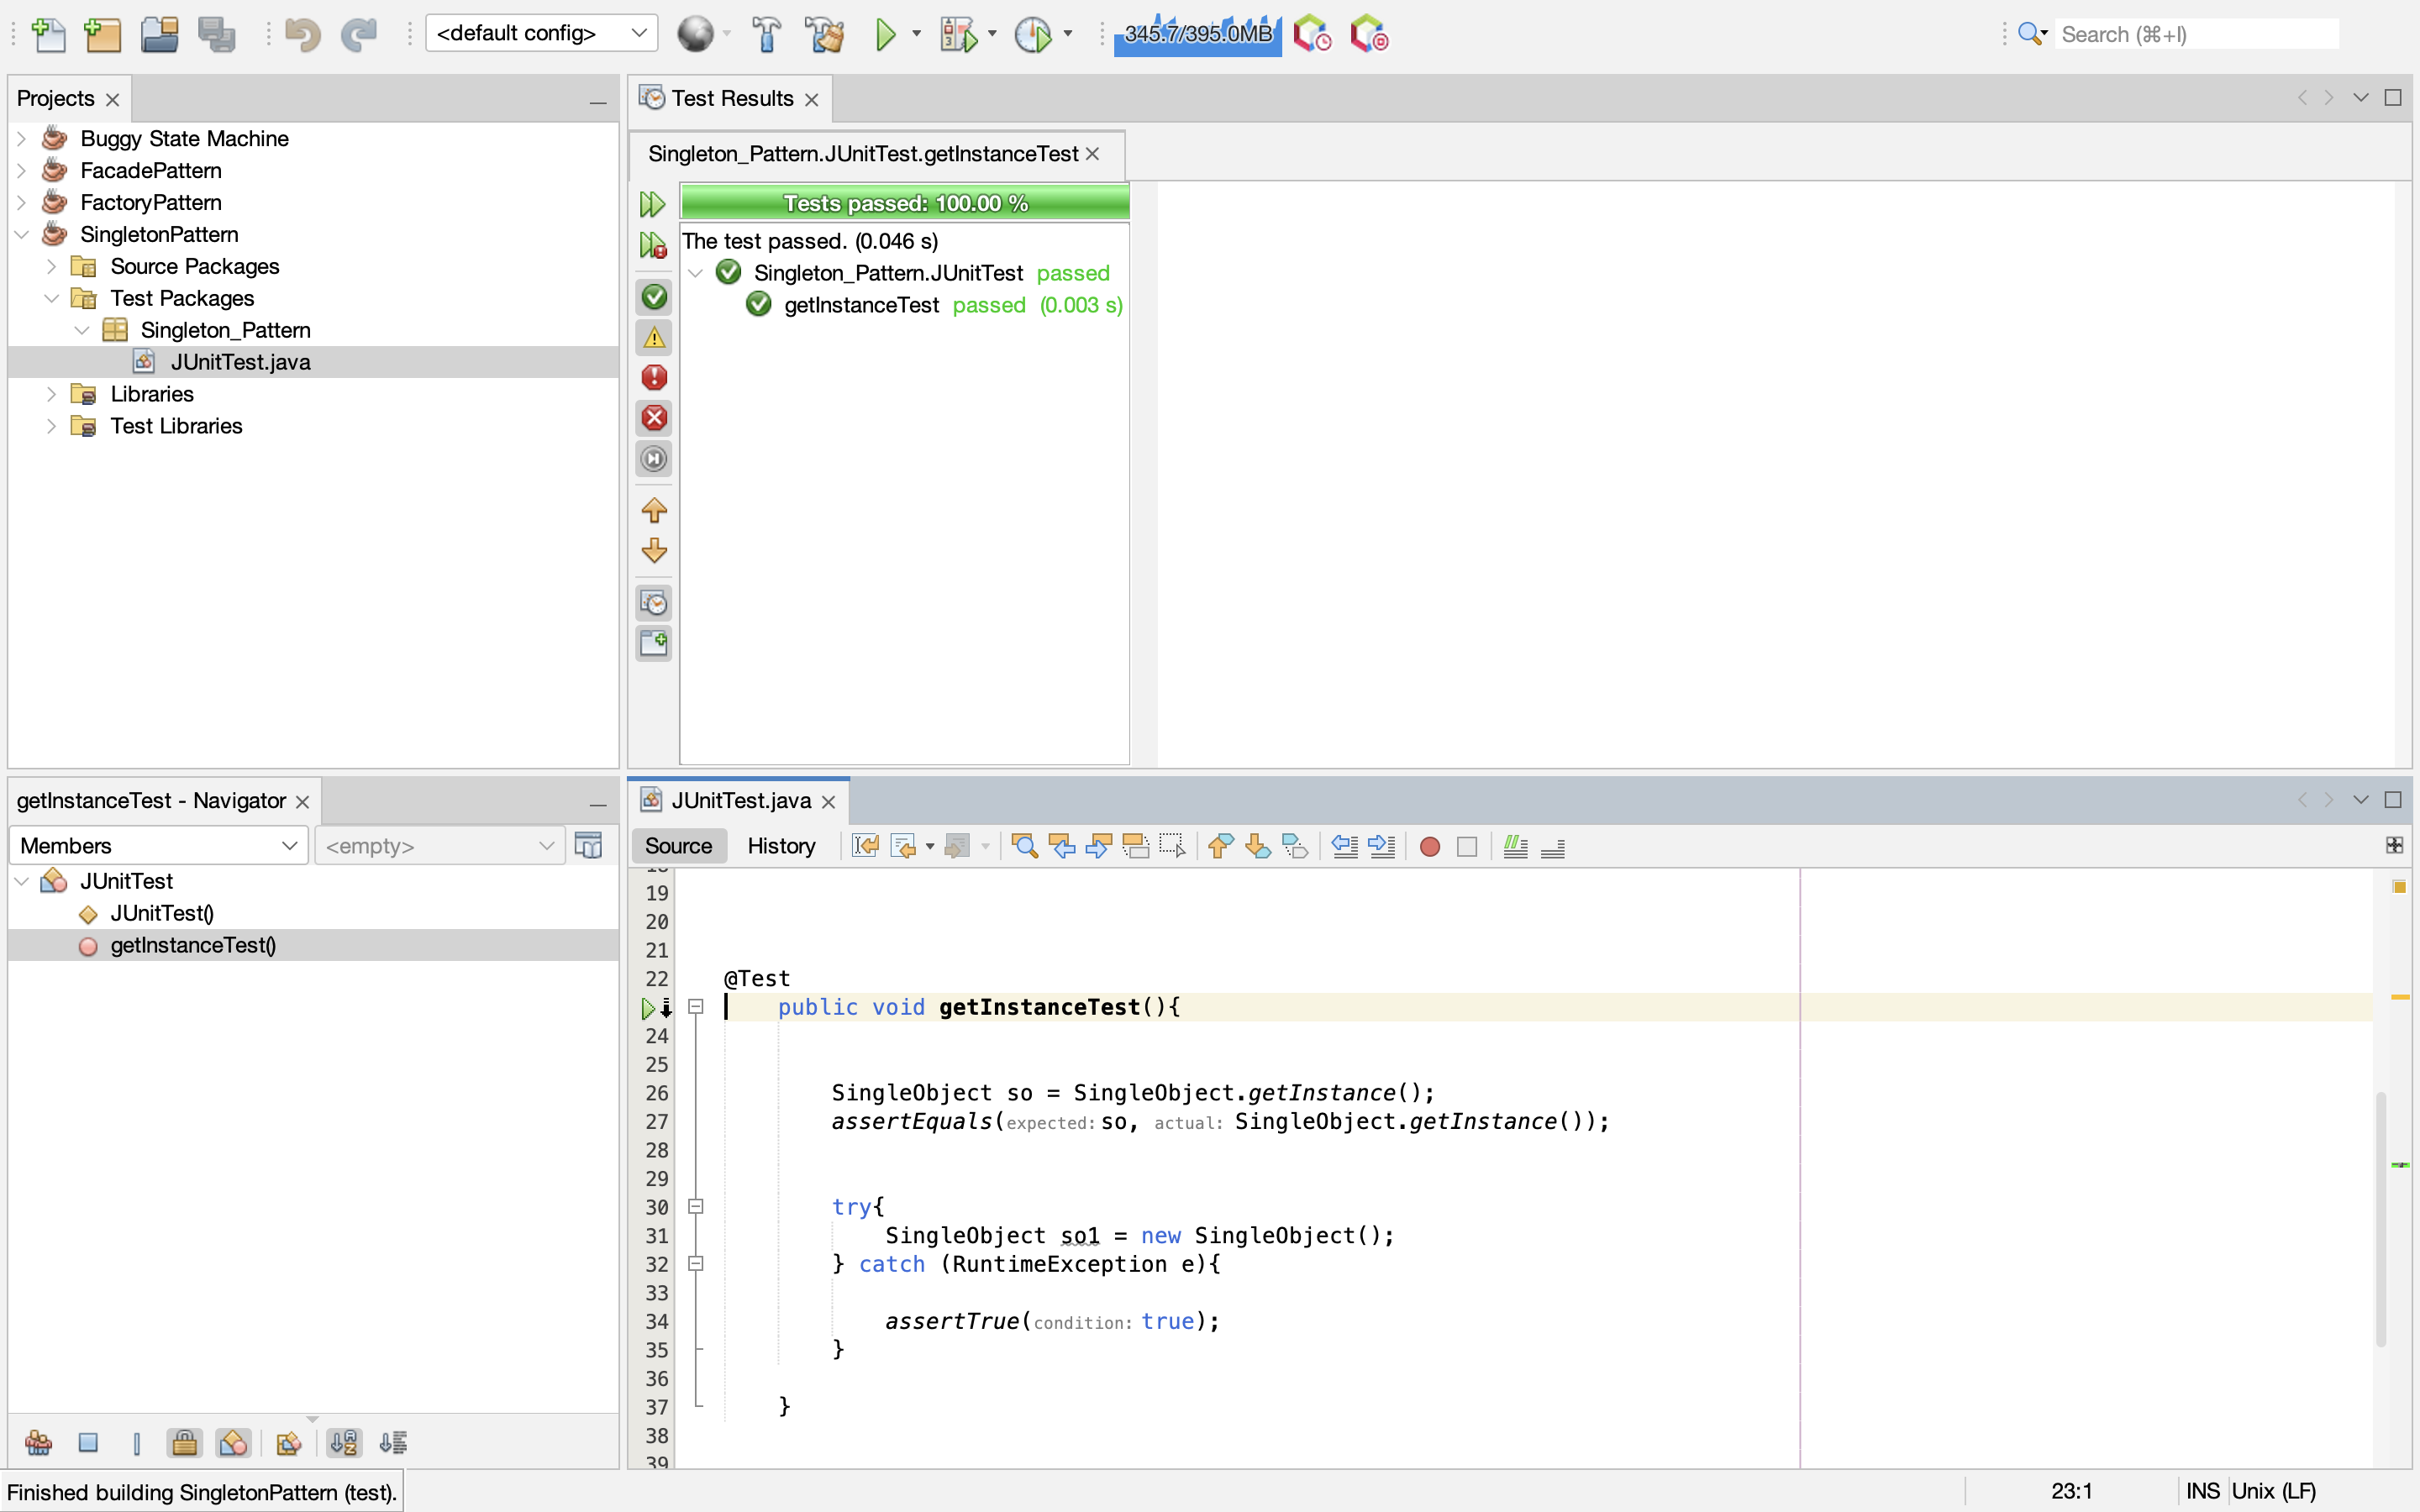 <default config>
345.7/395.0MB
Search (⌘+I)
Projects
Buggy State Machine
FacadePattern
FactoryPattern
SingletonPattern
Source Packages
Test Packages
Singleton_Pattern
JUnitTest.java
Libraries
Test Libraries
Test Results
Singleton_Pattern.JUnitTest.getInstanceTest
Tests passed: 100.00 %
The test passed. (0.046 s)
Singleton_Pattern.JUnitTest passed
getInstanceTest passed (0.003 s)
getInstanceTest - Navigator
Members
<empty>
JUnitTest
JUnitTest()
getInstanceTest()
JUnitTest.java
Source History
19
20
21
22 @Test
public void getInstanceTest(){
24
25
26 SingleObject so = SingleObject.getInstance();
27 assertEquals(expected: so, actual: SingleObject.getInstance());
28
29
30 try{
31 SingleObject so1 = new SingleObject();
32 } catch (RuntimeException e){
33
34 assertTrue(condition: true);
35 }
36
37 }
38
39
Finished building SingletonPattern (test).
23:1 INS Unix (LF)